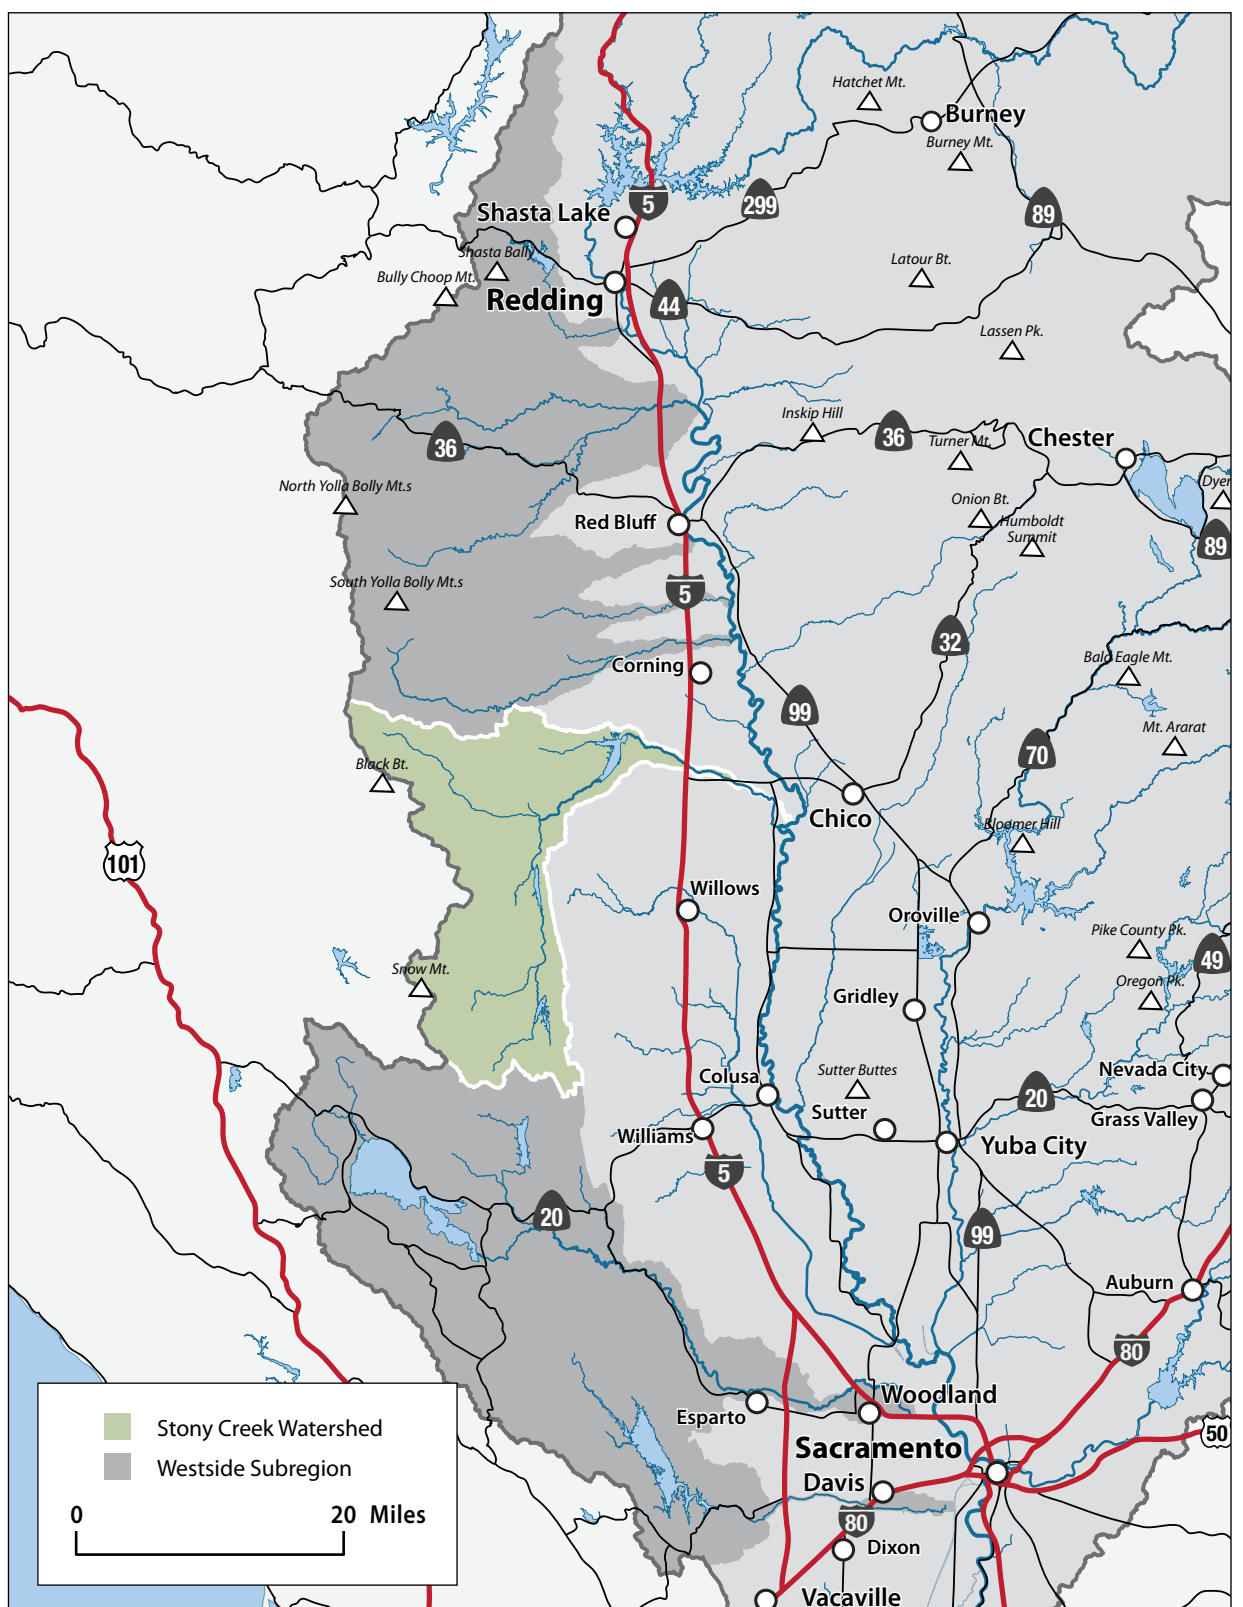 Hatchet Mt.
Burney
Burney Mt.
5
299
89
Shasta Lake
Shasta Bally
Bully Choop Mt.
Latour Bt.
Redding
44
Lassen Pk.
Inskip Hill
36
36
Turner Mt.
Chester
North Yolla Bolly Mt.s
Dyer
Onion Bt.
Humboldt
Summit
Red Bluff
89
South Yolla Bolly Mt.s
5
32
Corning
Bald Eagle Mt.
99
Mt. Ararat
70
Black Bt.
Chico
Bloomer Hill
101
Willows
Oroville
Pike County Pk.
49
Snow Mt.
Oregon Pk.
Gridley
Colusa
Sutter Buttes
Nevada City
20
Sutter
Grass Valley
Williams
Yuba City
5
20
99
Auburn
80
Woodland
Esparto
Stony Creek Watershed
50
Sacramento
Westside Subregion
Davis
0 20 Miles
80
Dixon
Vacaville